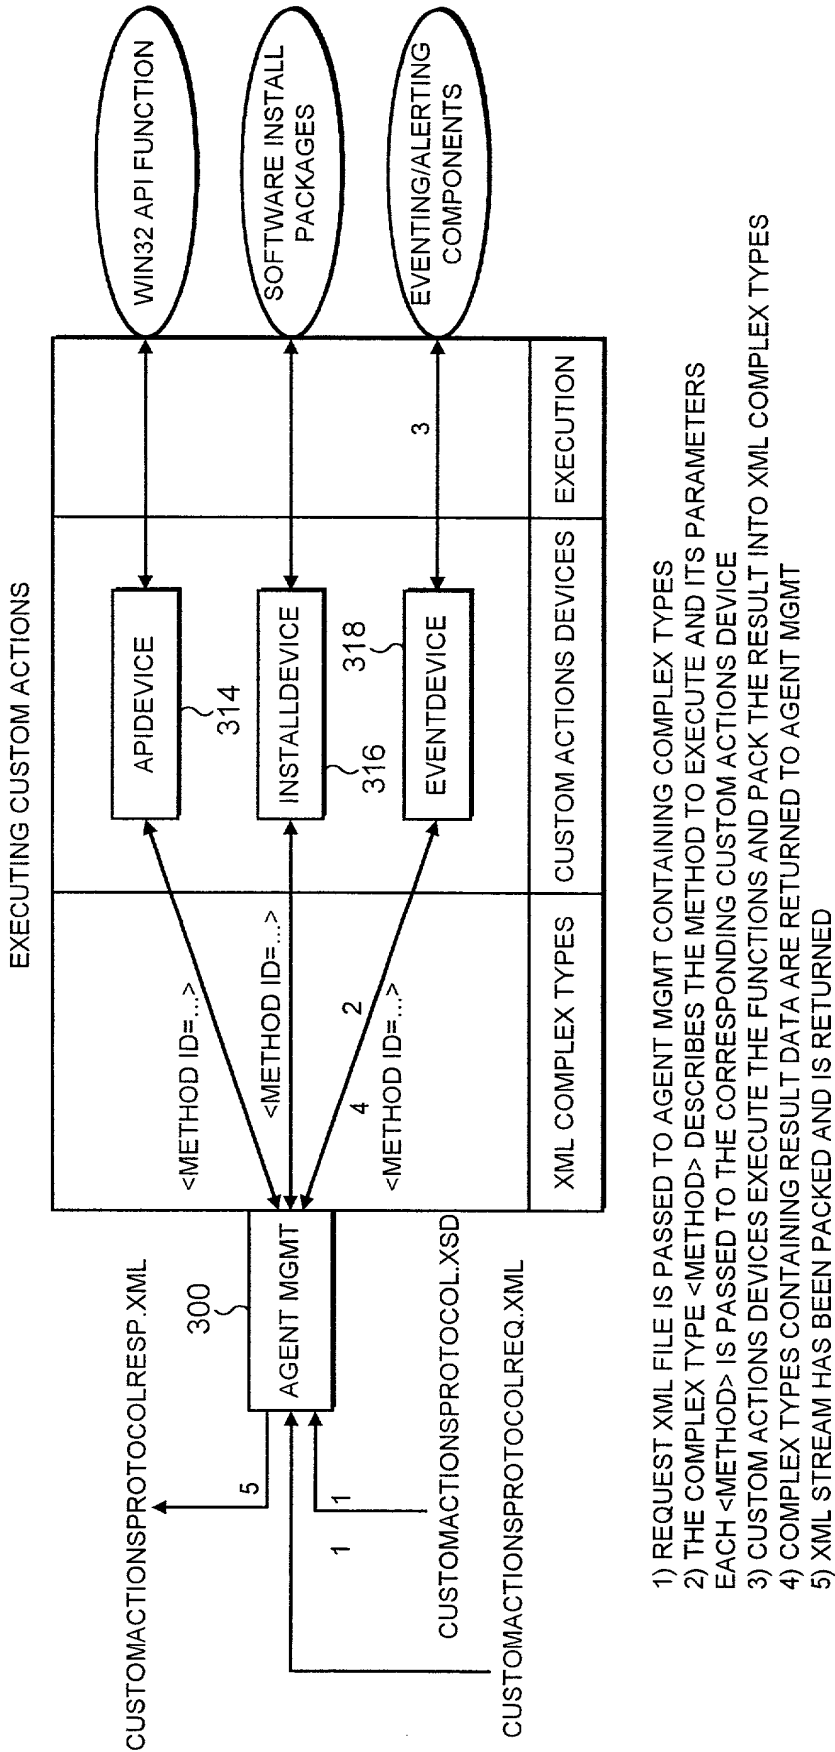 EXECUTING CUSTOM ACTIONS
CUSTOMACTIONSPROTOCOLRESP.XML
5
300
AGENT MGMT
1
1
CUSTOMACTIONSPROTOCOL.XSD
CUSTOMACTIONSPROTOCOLREQ.XML
<METHOD ID=...>
<METHOD ID=...>
2
4
<METHOD ID=...>
XML COMPLEX TYPES
APIDEVICE
314
INSTALLDEVICE
316
318
EVENTDEVICE
CUSTOM ACTIONS DEVICES
3
EXECUTION
WIN32 API FUNCTION
SOFTWARE INSTALL
PACKAGES
EVENTING/ALERTING
COMPONENTS
1) REQUEST XML FILE IS PASSED TO AGENT MGMT CONTAINING COMPLEX TYPES
2) THE COMPLEX TYPE <METHOD> DESCRIBES THE METHOD TO EXECUTE AND ITS PARAMETERS
EACH <METHOD> IS PASSED TO THE CORRESPONDING CUSTOM ACTIONS DEVICE
3) CUSTOM ACTIONS DEVICES EXECUTE THE FUNCTIONS AND PACK THE RESULT INTO XML COMPLEX TYPES
4) COMPLEX TYPES CONTAINING RESULT DATA ARE RETURNED TO AGENT MGMT
5) XML STREAM HAS BEEN PACKED AND IS RETURNED